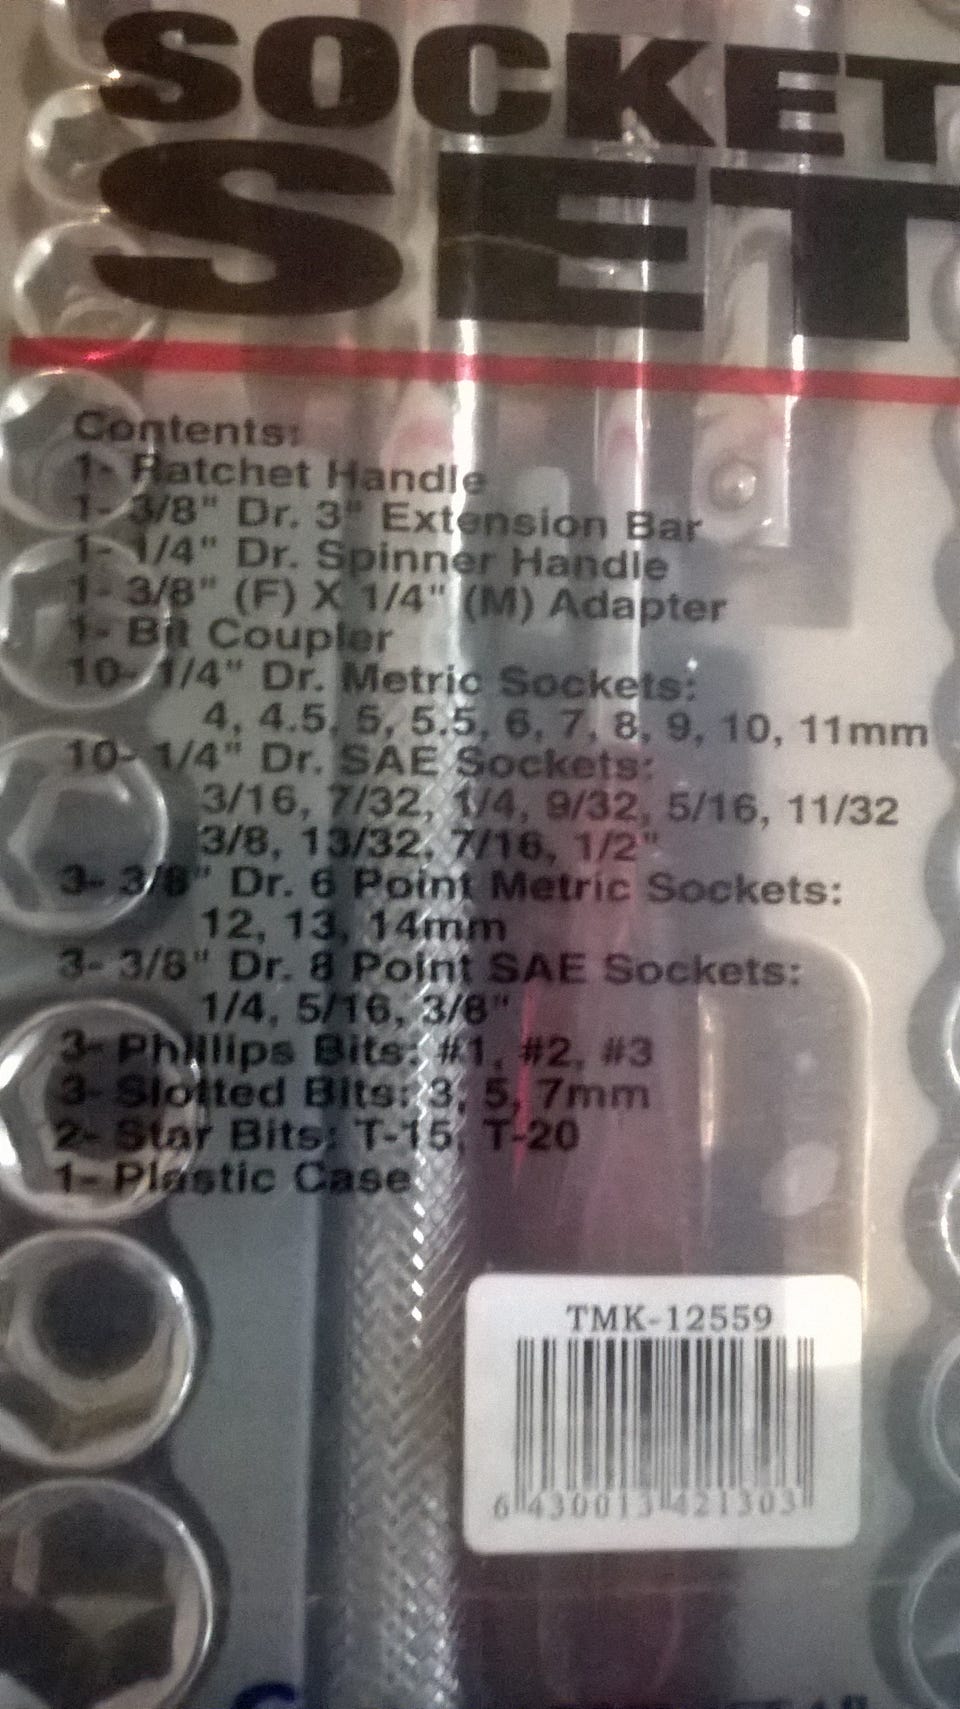 SOCKET
SET
Contents:
1- Ratchet Handle
1- 3/8" Dr. 3" Extension Bar
1- 1/4" Dr. Spinner Handle
1- 3/8" (F) X 1/4" (M) Adapter
1- Bit Coupler
10- 1/4" Dr. Metric Sockets:
4, 4.5, 5, 5.5, 6, 7, 8, 9, 10, 11mm
10- 1/4" Dr. SAE Sockets:
3/16, 7/32, 1/4, 9/32, 5/16, 11/32
3/8, 13/32, 7/16, 1/2"
3- 3/8" Dr. 6 Point Metric Sockets:
12, 13, 14mm
3- 3/8" Dr. 8 Point SAE Sockets:
1/4, 5/16, 3/8"
3- Phillips Bits: #1, #2, #3
3- Slotted Bits: 3, 5, 7mm
2- Star Bits: T-15, T-20
1- Plastic Case
TMK-12559
6 430013 421303